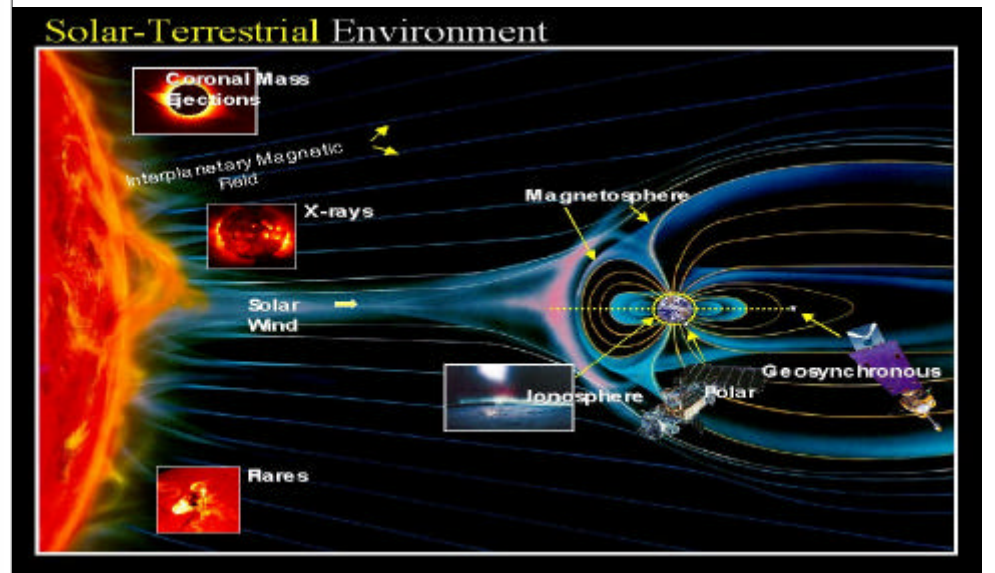 Solar-Terrestrial Environment
Coronal Mass
Ejections
Interplanetary Magnetic
Field
X-rays
Magnetosphere
Solar
Wind
Geosynchronous
Ionosphere
Polar
Flares